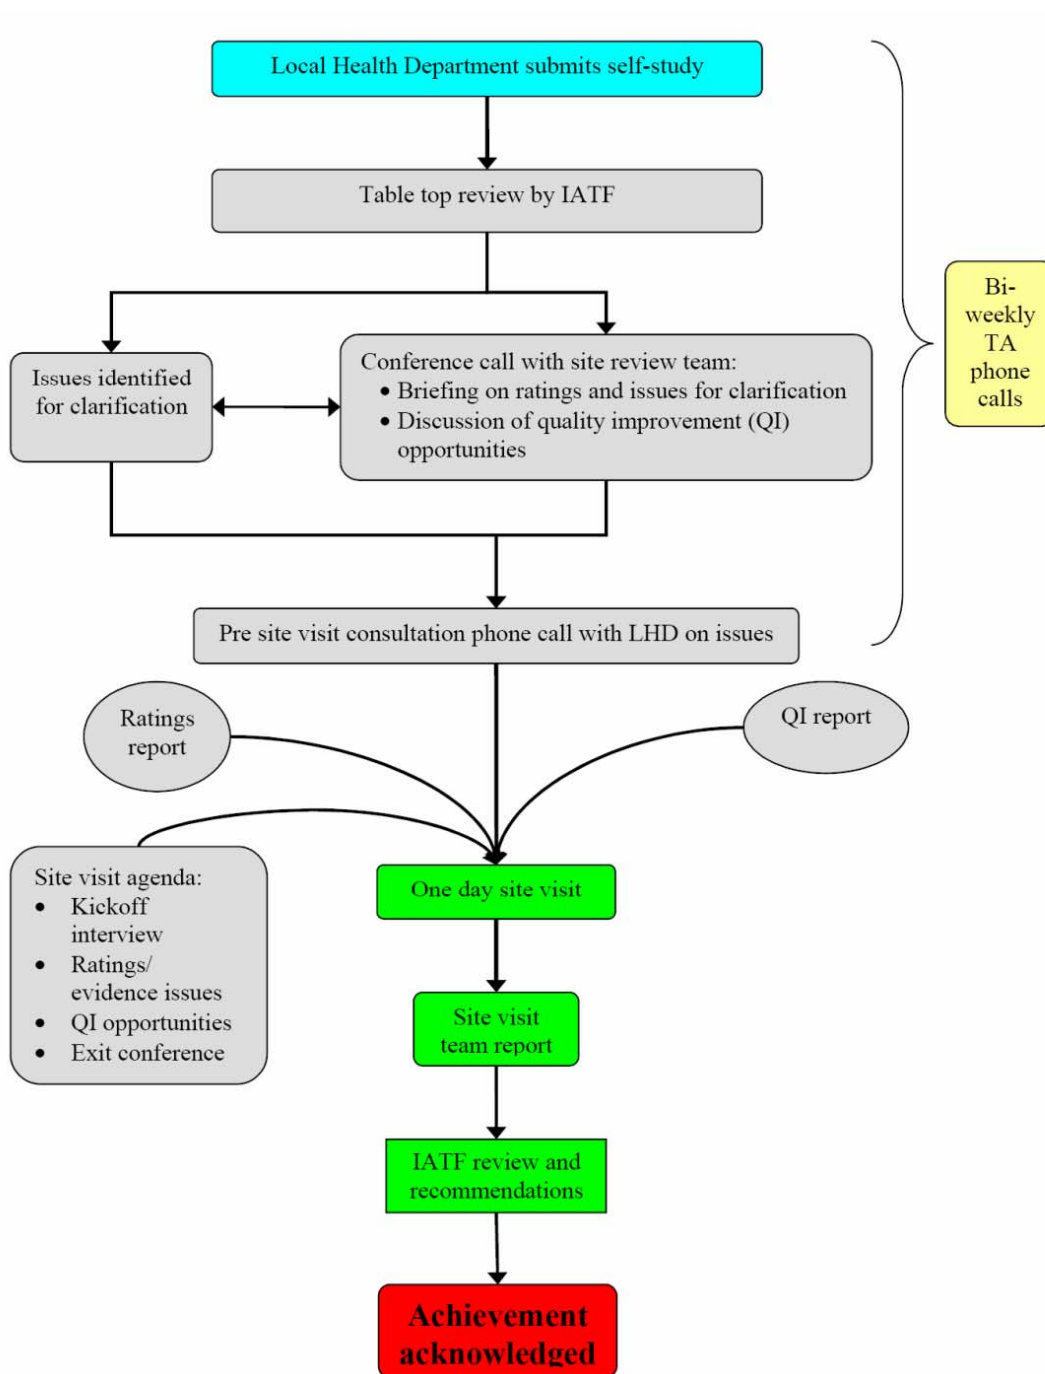 Local Health Department submits self-study
Table top review by IATF
Bi-
weekly
TA
phone
calls
Issues identified
for clarification
Conference call with site review team:
• Briefing on ratings and issues for clarification
• Discussion of quality improvement (QI)
opportunities
Pre site visit consultation phone call with LHD on issues
Ratings
report
QI report
Site visit agenda:
• Kickoff
interview
• Ratings/
evidence issues
• QI opportunities
• Exit conference
One day site visit
Site visit
team report
IATF review and
recommendations
Achievement
acknowledged